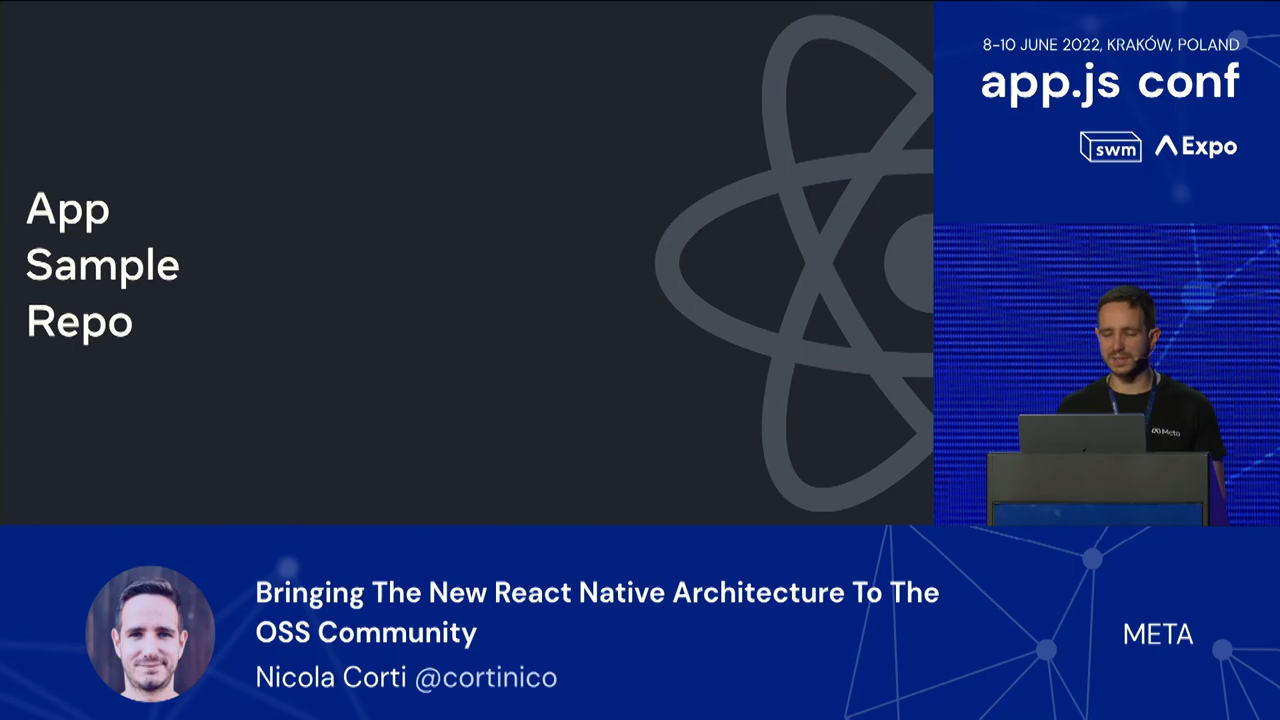 App
Sample
Repo
8-10 JUNE 2022, KRAKÓW, POLAND
app.js conf
swm
Expo
Meta
Bringing The New React Native Architecture To The
OSS Community
Nicola Corti @cortinico
META